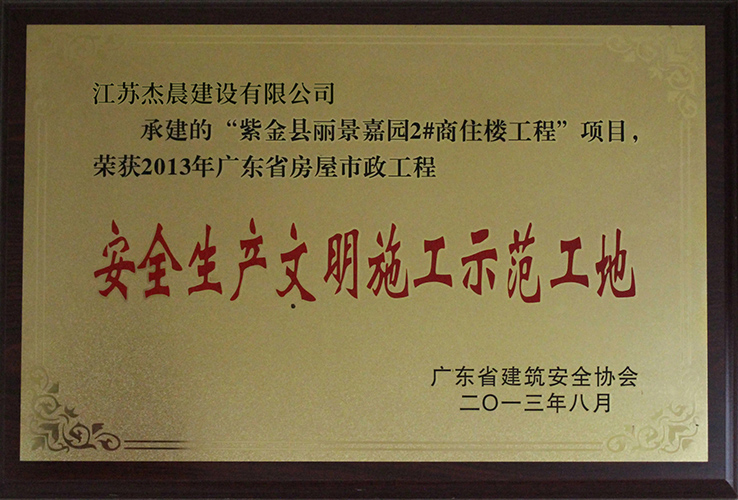 江苏杰晨建设有限公司
承建的“紫金县丽景嘉园2#商住楼工程”项目，
荣获2013年广东省房屋市政工程
安全生产文明施工示范工地
广东省建筑安全协会
二〇一三年八月